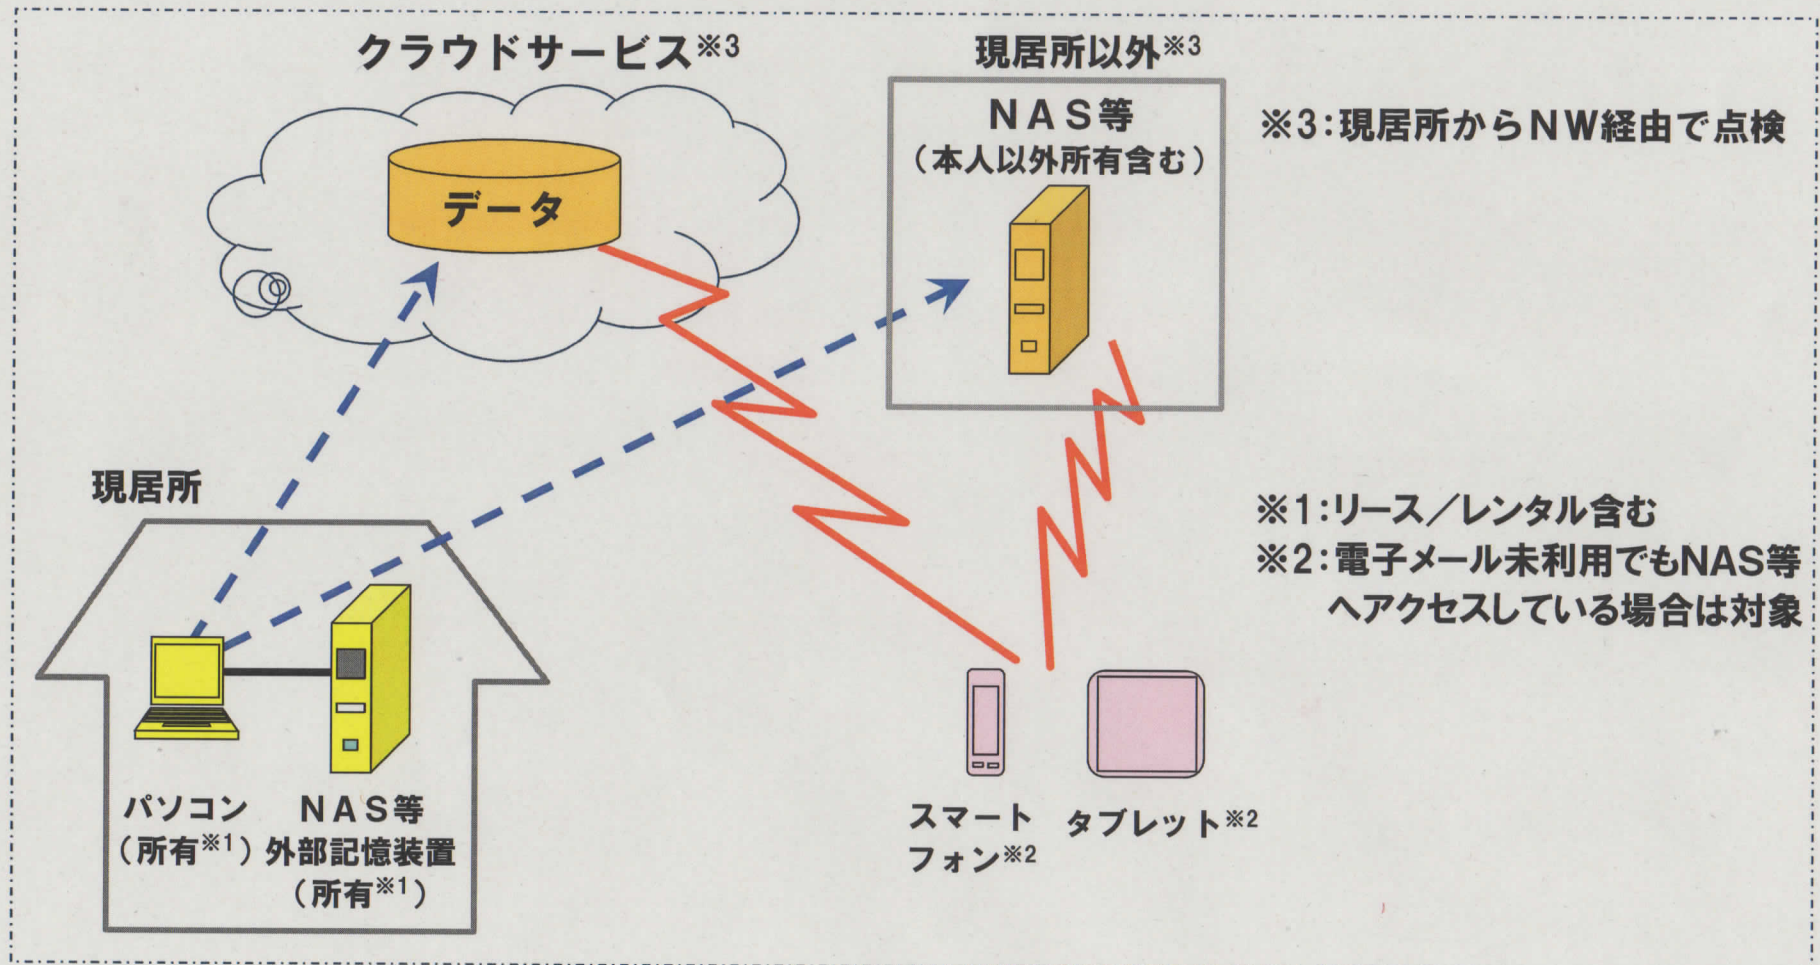 クラウドサービス※3
データ
現居所以外※3
NAS等
（本人以外所有含む）
※3:現居所からNW経由で点検
現居所
※1:リース／レンタル含む
※2:電子メール未利用でもNAS等
へアクセスしている場合は対象
パソコン
（所有※1）
NAS等
外部記憶装置
（所有※1）
スマート
フォン※2
タブレット※2